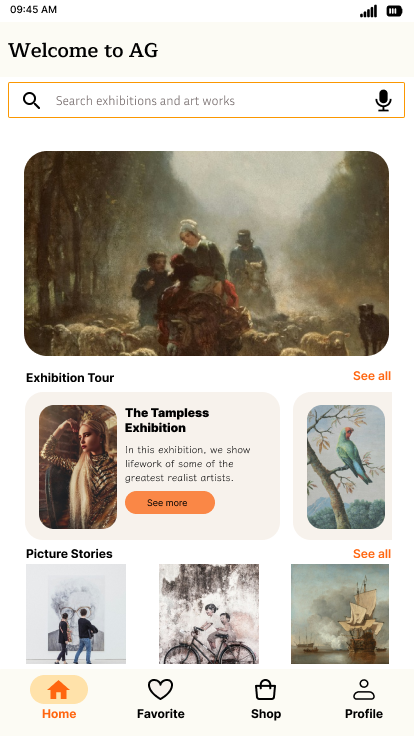 09:45 AM
Welcome to AG
Search exhibitions and art works
Exhibition Tour
See all
The Tampless
Exhibition
In this exhibition, we show
lifework of some of the
greatest realist artists.
See more
Picture Stories
See all
Home
Favorite
Shop
Profile